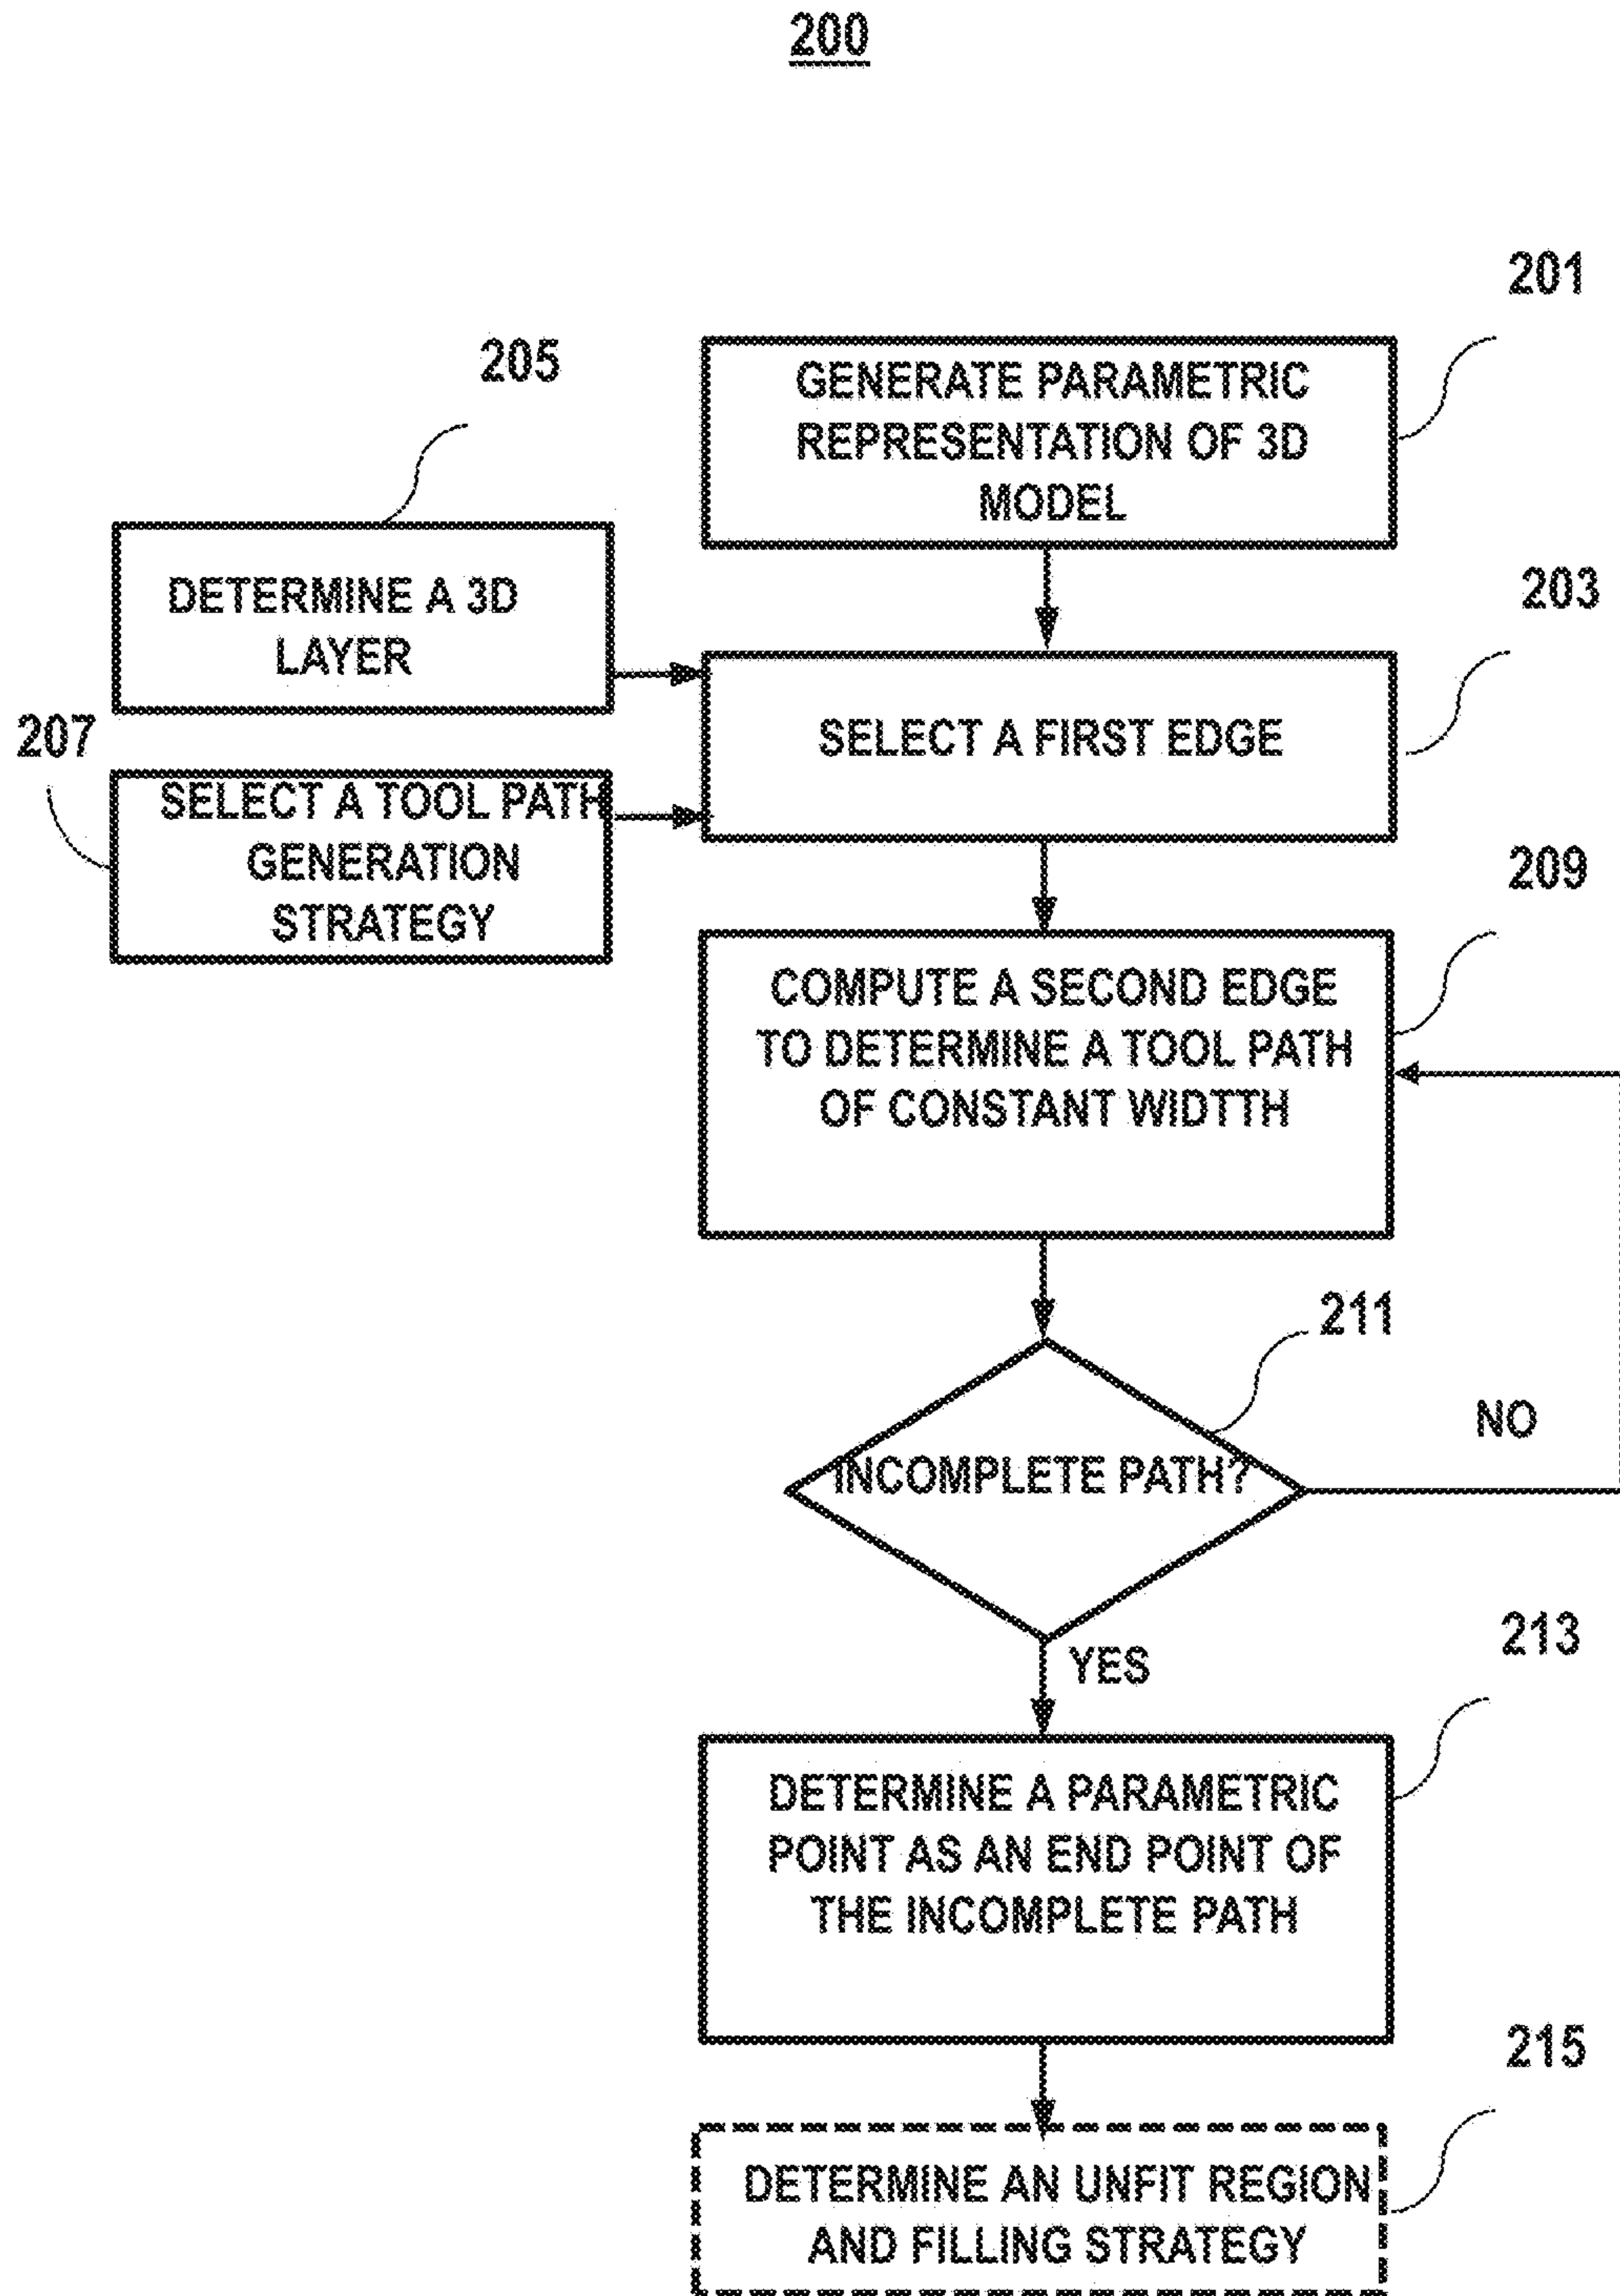 200
201
GENERATE PARAMETRIC
REPRESENTATION OF 3D
MODEL
205
DETERMINE A 3D
LAYER
203
SELECT A FIRST EDGE
207
SELECT A TOOL PATH
GENERATION
STRATEGY
209
COMPUTE A SECOND EDGE
TO DETERMINE A TOOL PATH
OF CONSTANT WIDTTH
211
INCOMPLETE PATH?
NO
YES
213
DETERMINE A PARAMETRIC
POINT AS AN END POINT OF
THE INCOMPLETE PATH
215
DETERMINE AN UNFIT REGION
AND FILLING STRATEGY